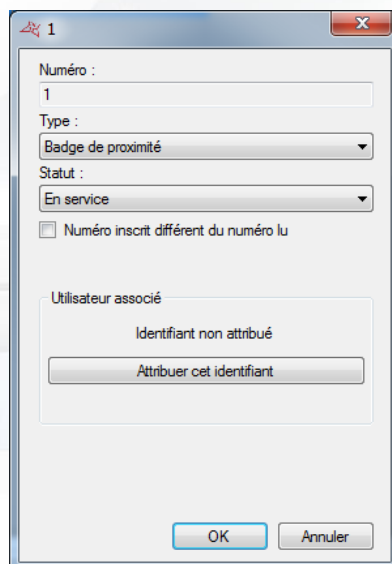 1
Numéro :
1
Type :
Badge de proximité
Statut :
En service
Numéro inscrit différent du numéro lu
Utilisateur associé
Identifiant non attribué
Attribuer cet identifiant
OK
Annuler